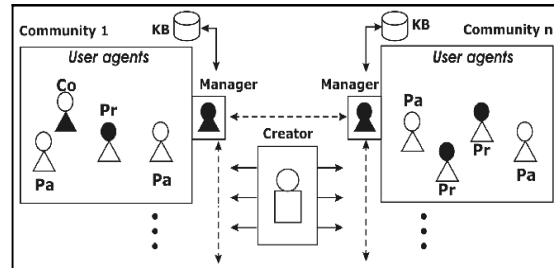 Community 1
KB
KB
Community n
User agents
Manager
Manager
User agents
Co
Pr
Pa
Pa
Creator
Pa
Pr
Pr
Pa